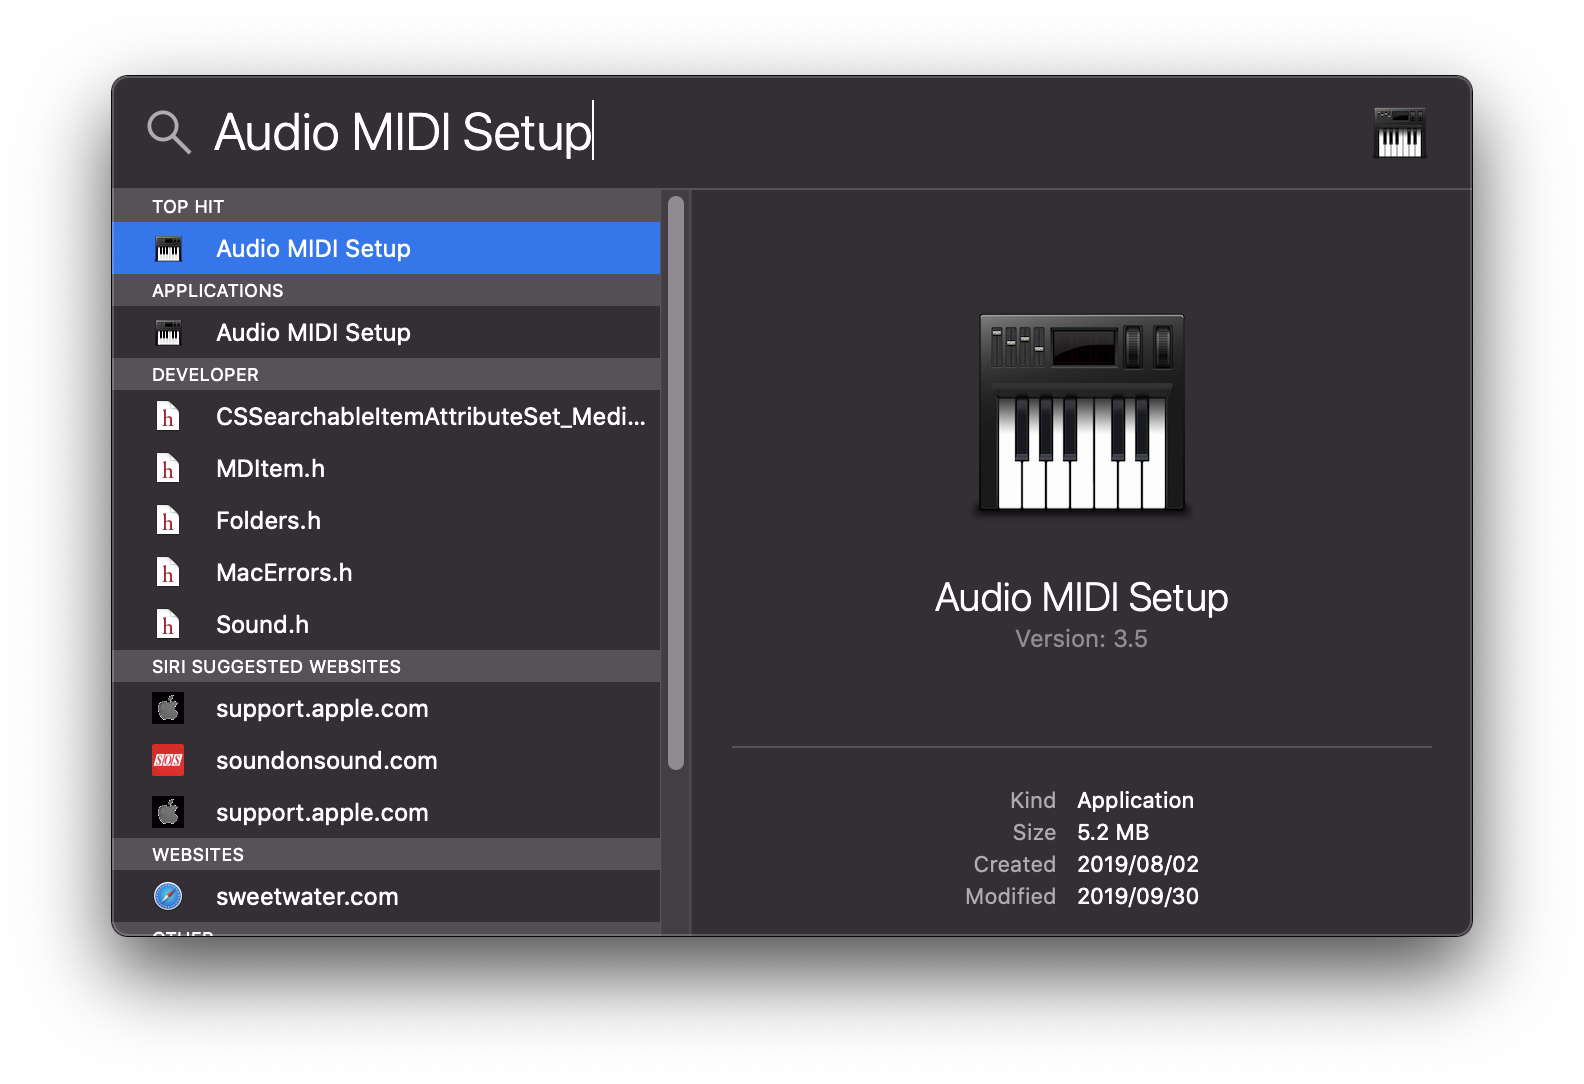 Audio MIDI Setup
TOP HIT
Audio MIDI Setup
APPLICATIONS
Audio MIDI Setup
DEVELOPER
h CSSearchableItemAttributeSet_Medi...
h MDItem.h
h Folders.h
h MacErrors.h
h Sound.h
SIRI SUGGESTED WEBSITES
support.apple.com
SOS soundonsound.com
support.apple.com
WEBSITES
sweetwater.com
OTHER
Audio MIDI Setup
Version: 3.5
Kind Application
Size 5.2 MB
Created 2019/08/02
Modified 2019/09/30